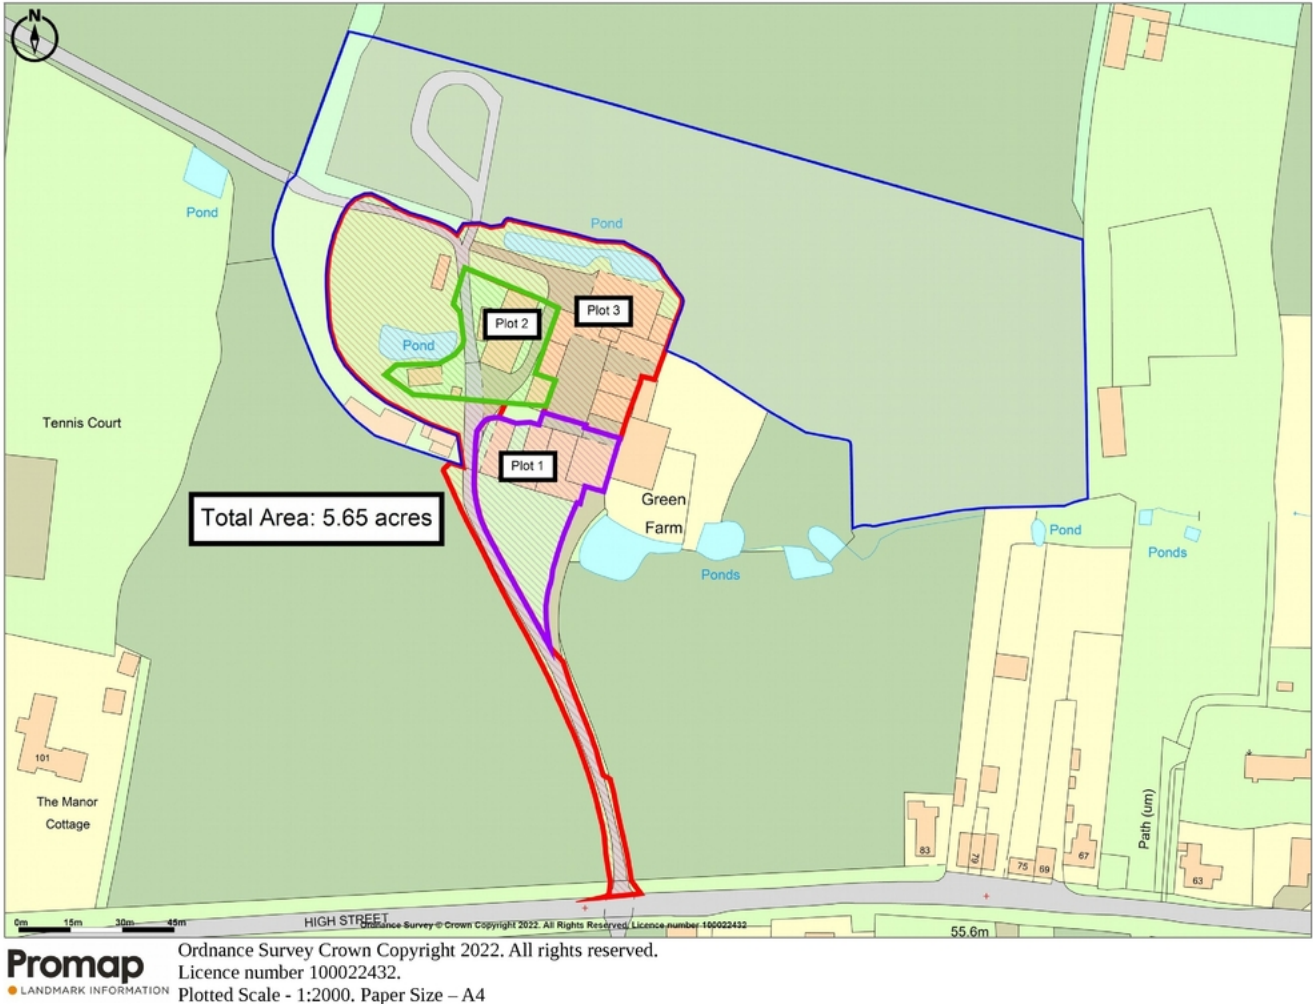 N
Pond
Pond
Plot 3
Plot 2
Pond
Tennis Court
Plot 1
Green
Farm
Total Area: 5.65 acres
Pond
Ponds
Ponds
101
The Manor
Cottage
Path (um)
83
79
75
69
67
63
0m 15m 30m 45m
HIGH STREET
Ordnance Survey © Crown Copyright 2022. All Rights Reserved. Licence number 100022432
55.6m
Promap
LANDMARK INFORMATION
Ordnance Survey Crown Copyright 2022. All rights reserved.
Licence number 100022432.
Plotted Scale - 1:2000. Paper Size – A4